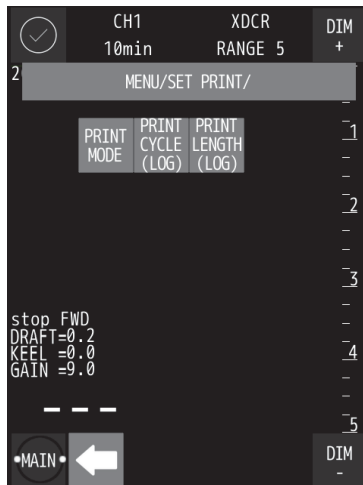 CH1
10min
XDCR
RANGE 5
DIM
+
2
MENU/SET PRINT/
PRINT
MODE
PRINT
CYCLE
(LOG)
PRINT
LENGTH
(LOG)
1
2
3
4
5
stop FWD
DRAFT=0.2
KEEL =0.0
GAIN =9.0
– – –
MAIN
DIM
-